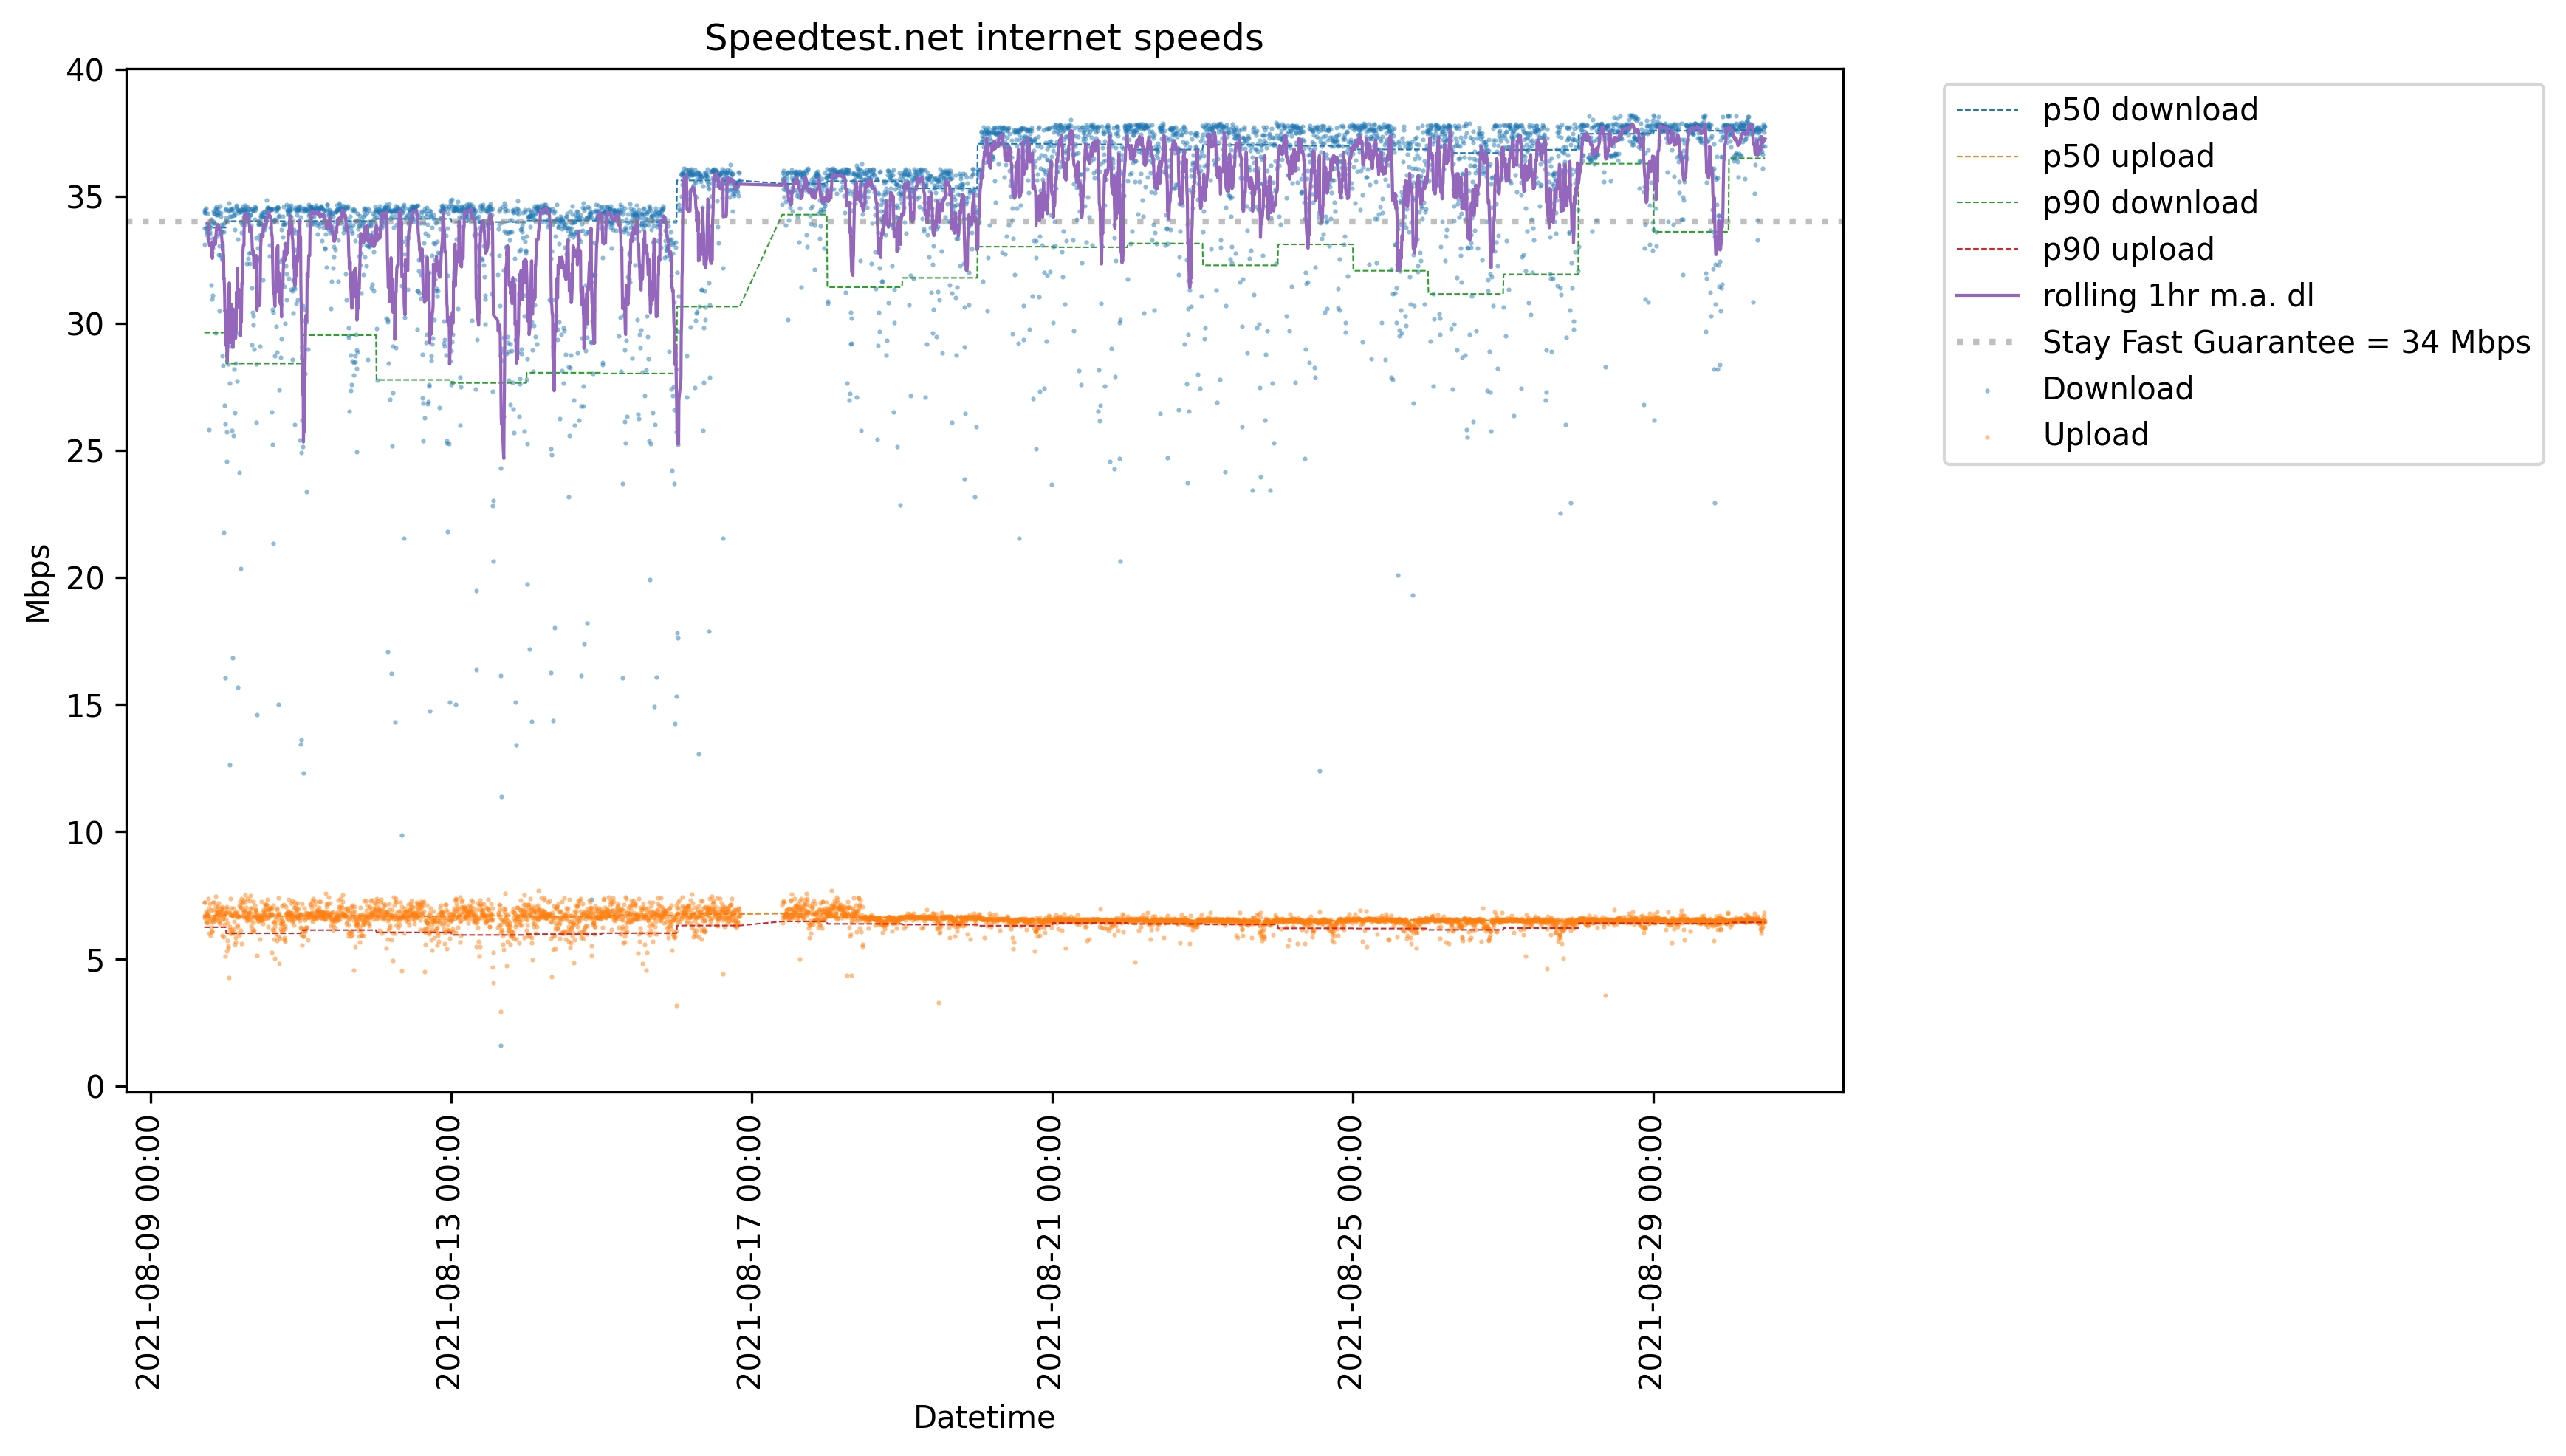 Speedtest.net internet speeds
40
35
30
25
20
15
10
5
0
Mbps
2021-08-09 00:00
2021-08-13 00:00
2021-08-17 00:00
2021-08-21 00:00
2021-08-25 00:00
2021-08-29 00:00
Datetime
p50 download
p50 upload
p90 download
p90 upload
rolling 1hr m.a. dl
Stay Fast Guarantee = 34 Mbps
Download
Upload